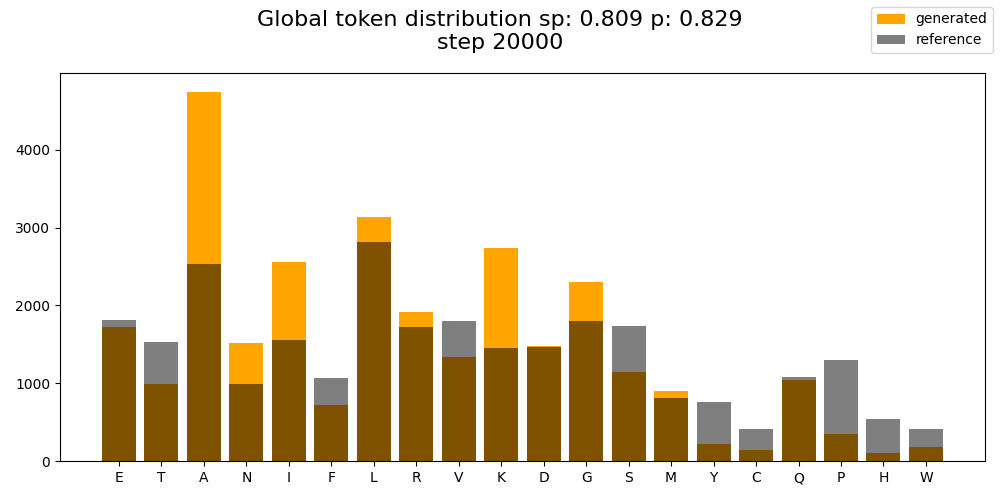 Global token distribution sp: 0.809 p: 0.829
step 20000
generated
reference
4000
3000
2000
1000
0
E T A N I F L R V K D G S M Y C Q P H W